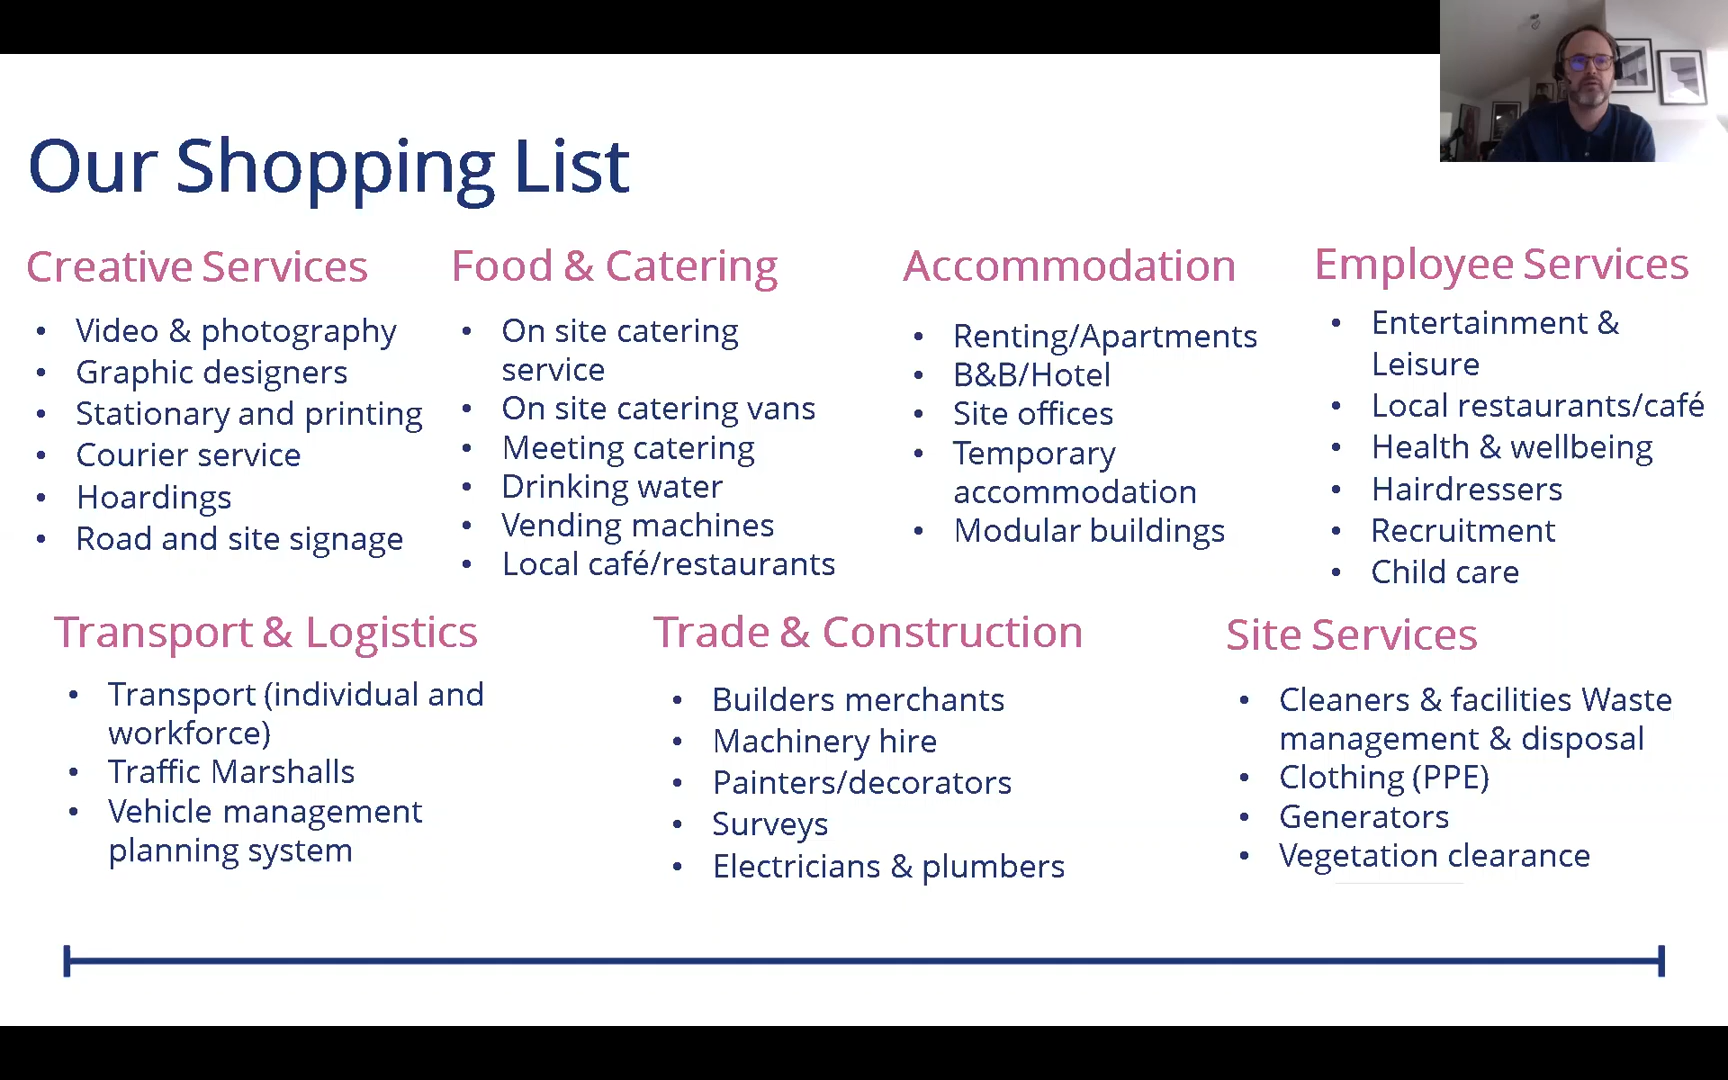 Our Shopping List
Creative Services
• Video & photography
• Graphic designers
• Stationary and printing
• Courier service
• Hoardings
• Road and site signage
Food & Catering
• On site catering
service
• On site catering vans
• Meeting catering
• Drinking water
• Vending machines
• Local café/restaurants
Accommodation
• Renting/Apartments
• B&B/Hotel
• Site offices
• Temporary
accommodation
• Modular buildings
Employee Services
• Entertainment &
Leisure
• Local restaurants/café
• Health & wellbeing
• Hairdressers
• Recruitment
• Child care
Transport & Logistics
• Transport (individual and
workforce)
• Traffic Marshalls
• Vehicle management
planning system
Trade & Construction
• Builders merchants
• Machinery hire
• Painters/decorators
• Surveys
• Electricians & plumbers
Site Services
• Cleaners & facilities Waste
management & disposal
• Clothing (PPE)
• Generators
• Vegetation clearance